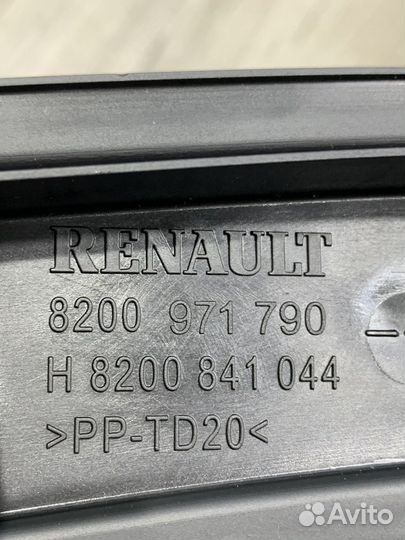 RENAULT
8200 971 790
H 8200 841 044
>PP-TD20<
Avito